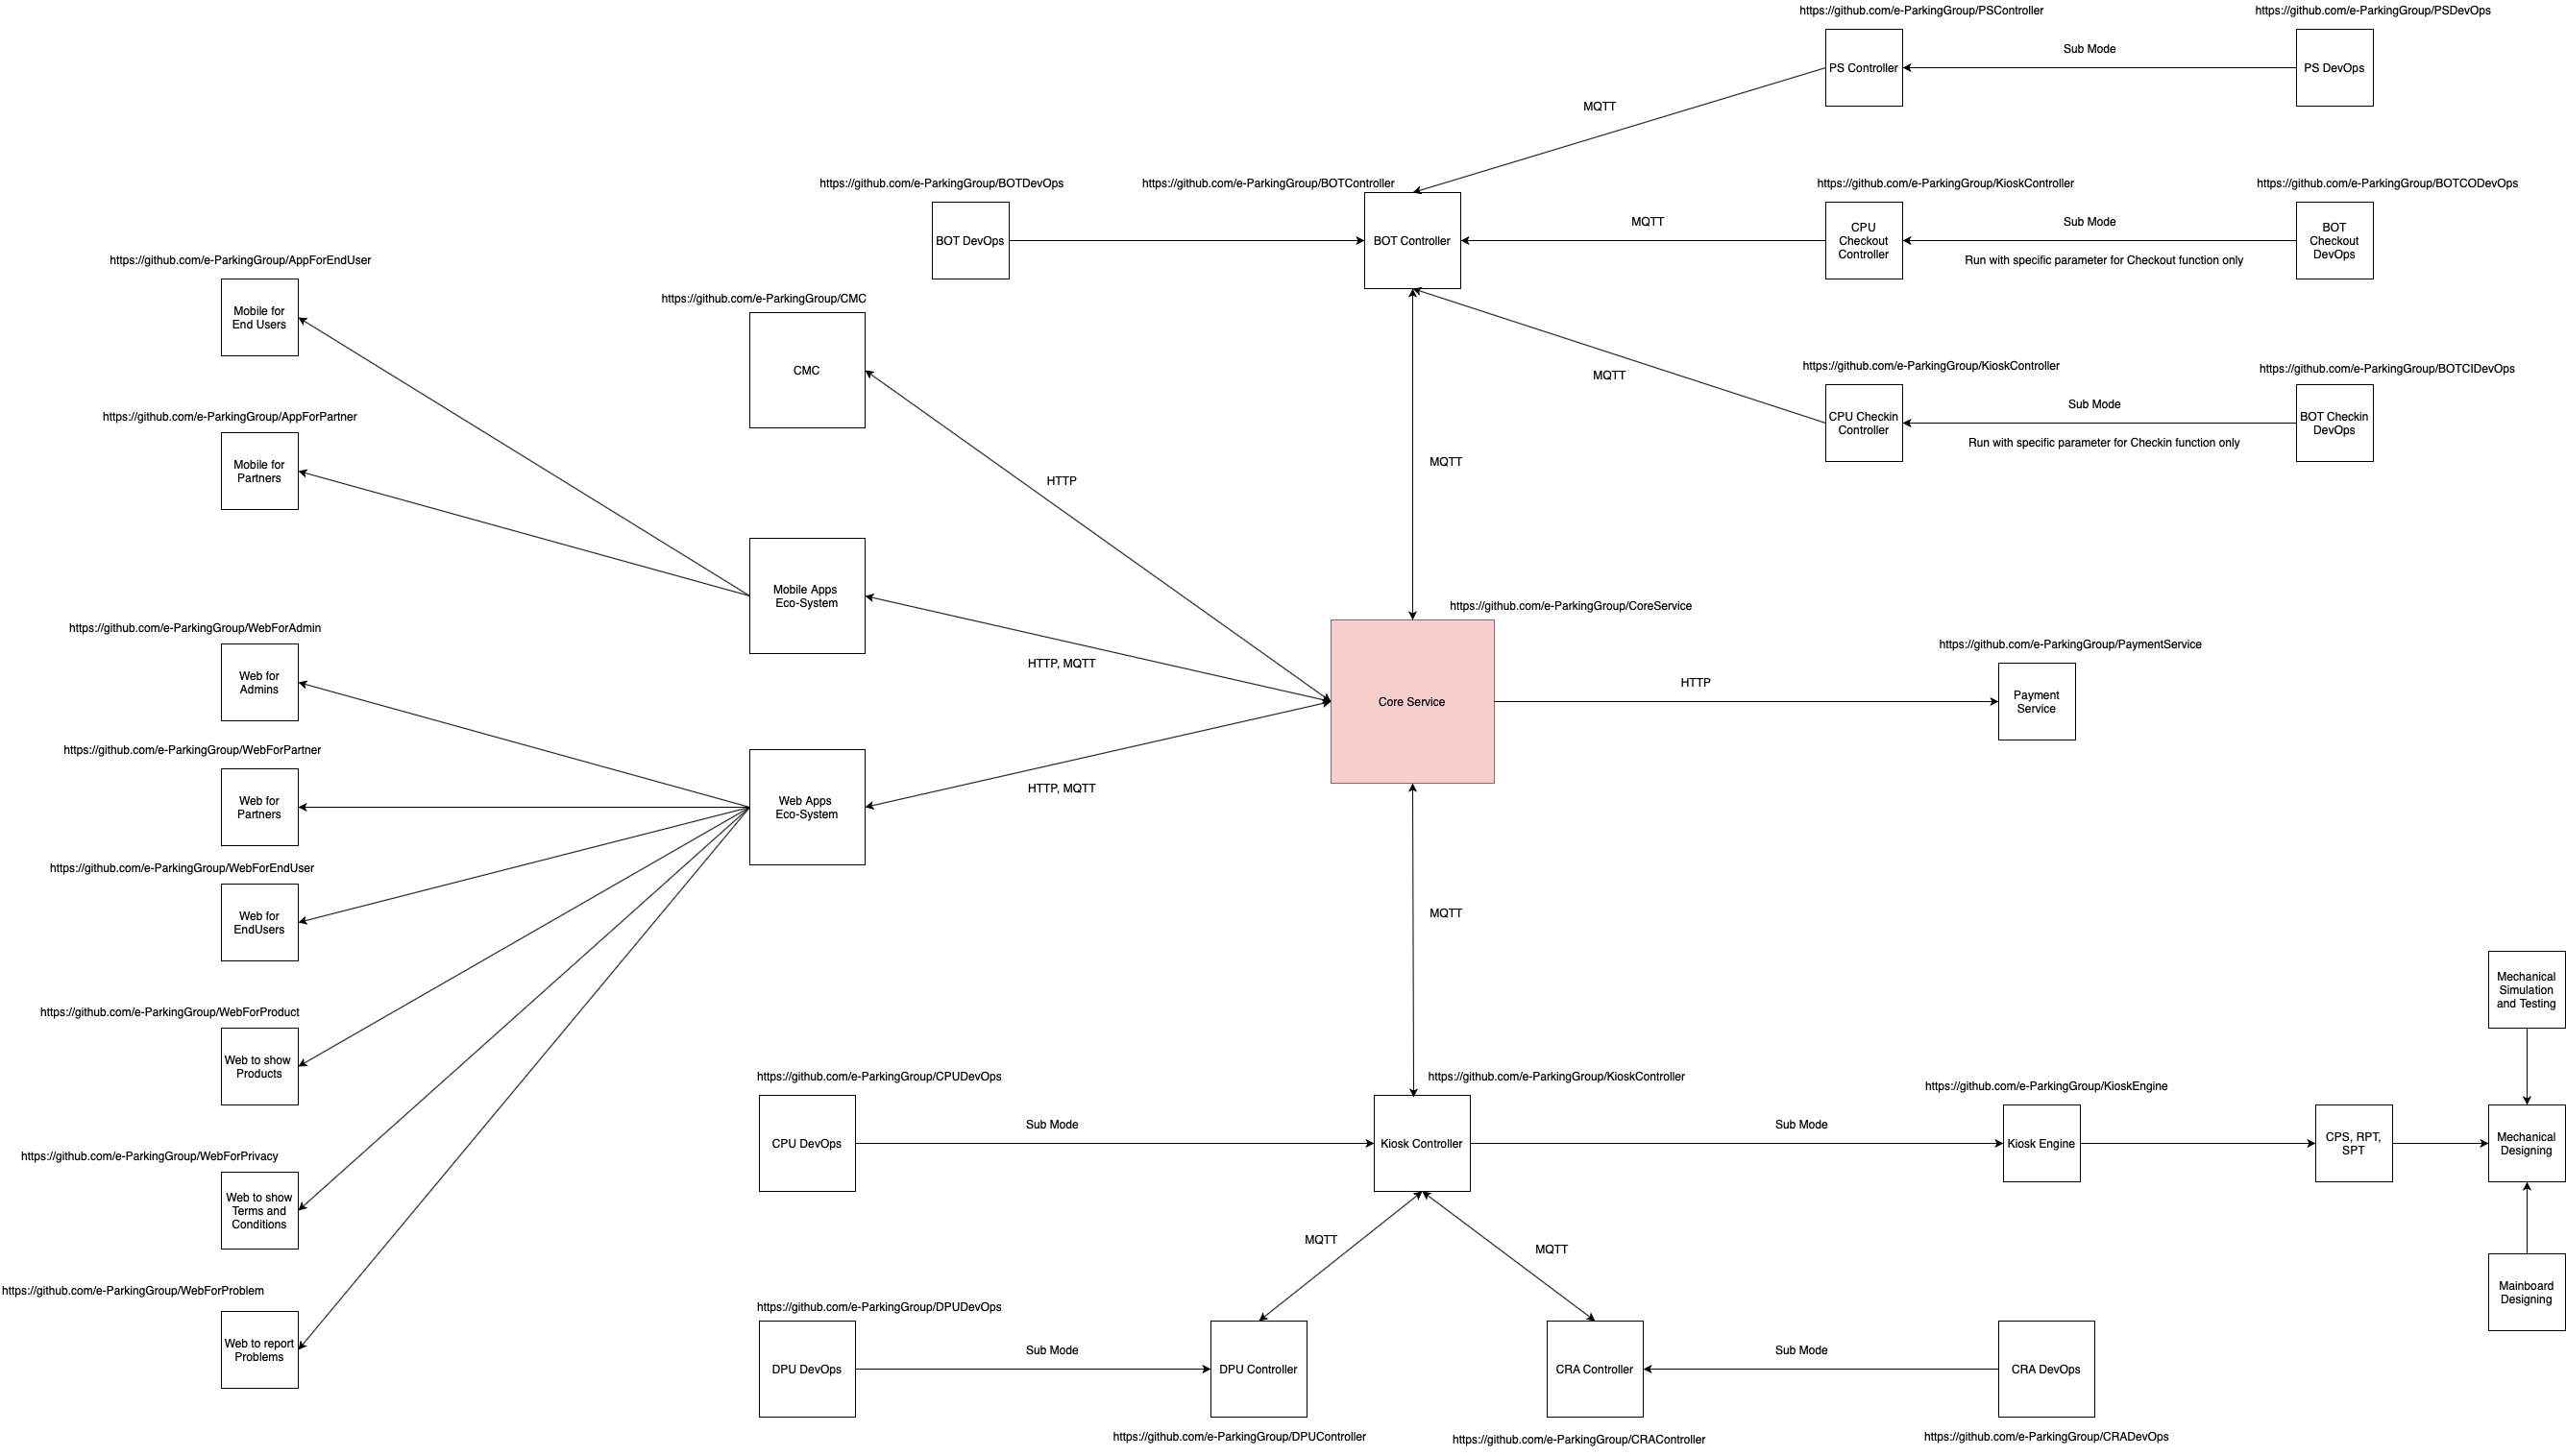 https://github.com/e-ParkingGroup/PSController
https://github.com/e-ParkingGroup/PSDevOps
PS Controller
Sub Mode
PS DevOps
MQTT
https://github.com/e-ParkingGroup/BOTDevOps
https://github.com/e-ParkingGroup/BOTController
https://github.com/e-ParkingGroup/KioskController
https://github.com/e-ParkingGroup/BOTCODevOps
BOT DevOps
BOT Controller
MQTT
CPU
Checkout
Controller
Sub Mode
Run with specific parameter for Checkout function only
BOT
Checkout
DevOps
https://github.com/e-ParkingGroup/AppForEndUser
Mobile for
End Users
https://github.com/e-ParkingGroup/CMC
CMC
MQTT
https://github.com/e-ParkingGroup/KioskController
https://github.com/e-ParkingGroup/BOTCIDevOps
CPU Checkin
Controller
Sub Mode
Run with specific parameter for Checkin function only
BOT Checkin
DevOps
https://github.com/e-ParkingGroup/AppForPartner
Mobile for
Partners
HTTP
MQTT
Mobile Apps
Eco-System
HTTP, MQTT
https://github.com/e-ParkingGroup/CoreService
Core Service
HTTP
https://github.com/e-ParkingGroup/PaymentService
Payment
Service
https://github.com/e-ParkingGroup/WebForAdmin
Web for
Admins
https://github.com/e-ParkingGroup/WebForPartner
Web for
Partners
Web Apps
Eco-System
HTTP, MQTT
https://github.com/e-ParkingGroup/WebForEndUser
Web for
EndUsers
MQTT
https://github.com/e-ParkingGroup/WebForProduct
Web to show
Products
Mechanical
Simulation
and Testing
https://github.com/e-ParkingGroup/CPUDevOps
https://github.com/e-ParkingGroup/KioskController
https://github.com/e-ParkingGroup/KioskEngine
CPU DevOps
Sub Mode
Kiosk Controller
Sub Mode
Kiosk Engine
CPS, RPT,
SPT
Mechanical
Designing
https://github.com/e-ParkingGroup/WebForPrivacy
Web to show
Terms and
Conditions
MQTT
MQTT
Mainboard
Designing
https://github.com/e-ParkingGroup/WebForProblem
Web to report
Problems
https://github.com/e-ParkingGroup/DPUDevOps
DPU DevOps
Sub Mode
DPU Controller
CRA Controller
Sub Mode
CRA DevOps
https://github.com/e-ParkingGroup/DPUController
https://github.com/e-ParkingGroup/CRAController
https://github.com/e-ParkingGroup/CRADevOps